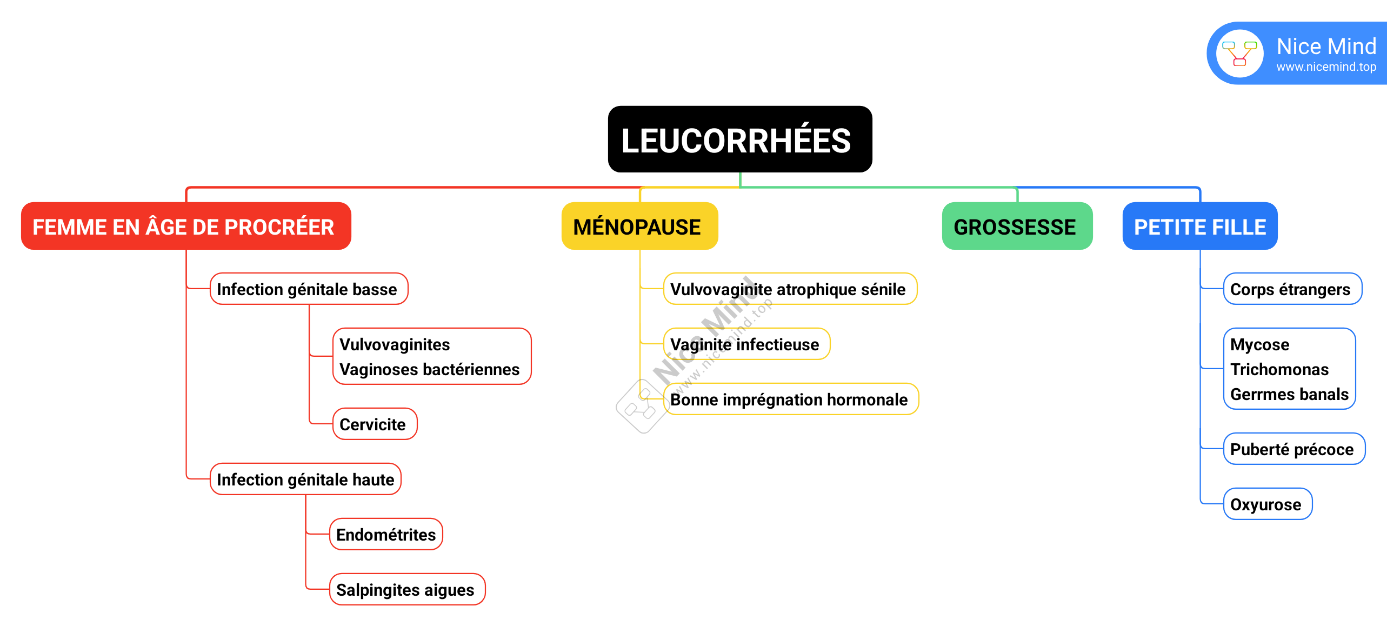 Nice Mind
www.nicemind.top
LEUCORRHÉES
FEMME EN ÂGE DE PROCRÉER
Infection génitale basse
Vulvovaginites
Vaginoses bactériennes
Cervicite
Infection génitale haute
Endométrites
Salpingites aigues
MÉNOPAUSE
Vulvovaginite atrophique sénile
Vaginite infectieuse
Bonne imprégnation hormonale
GROSSESSE
PETITE FILLE
Corps étrangers
Mycose
Trichomonas
Gerrmes banals
Puberté précoce
Oxyurose
Nice Mind
www.nicemind.top